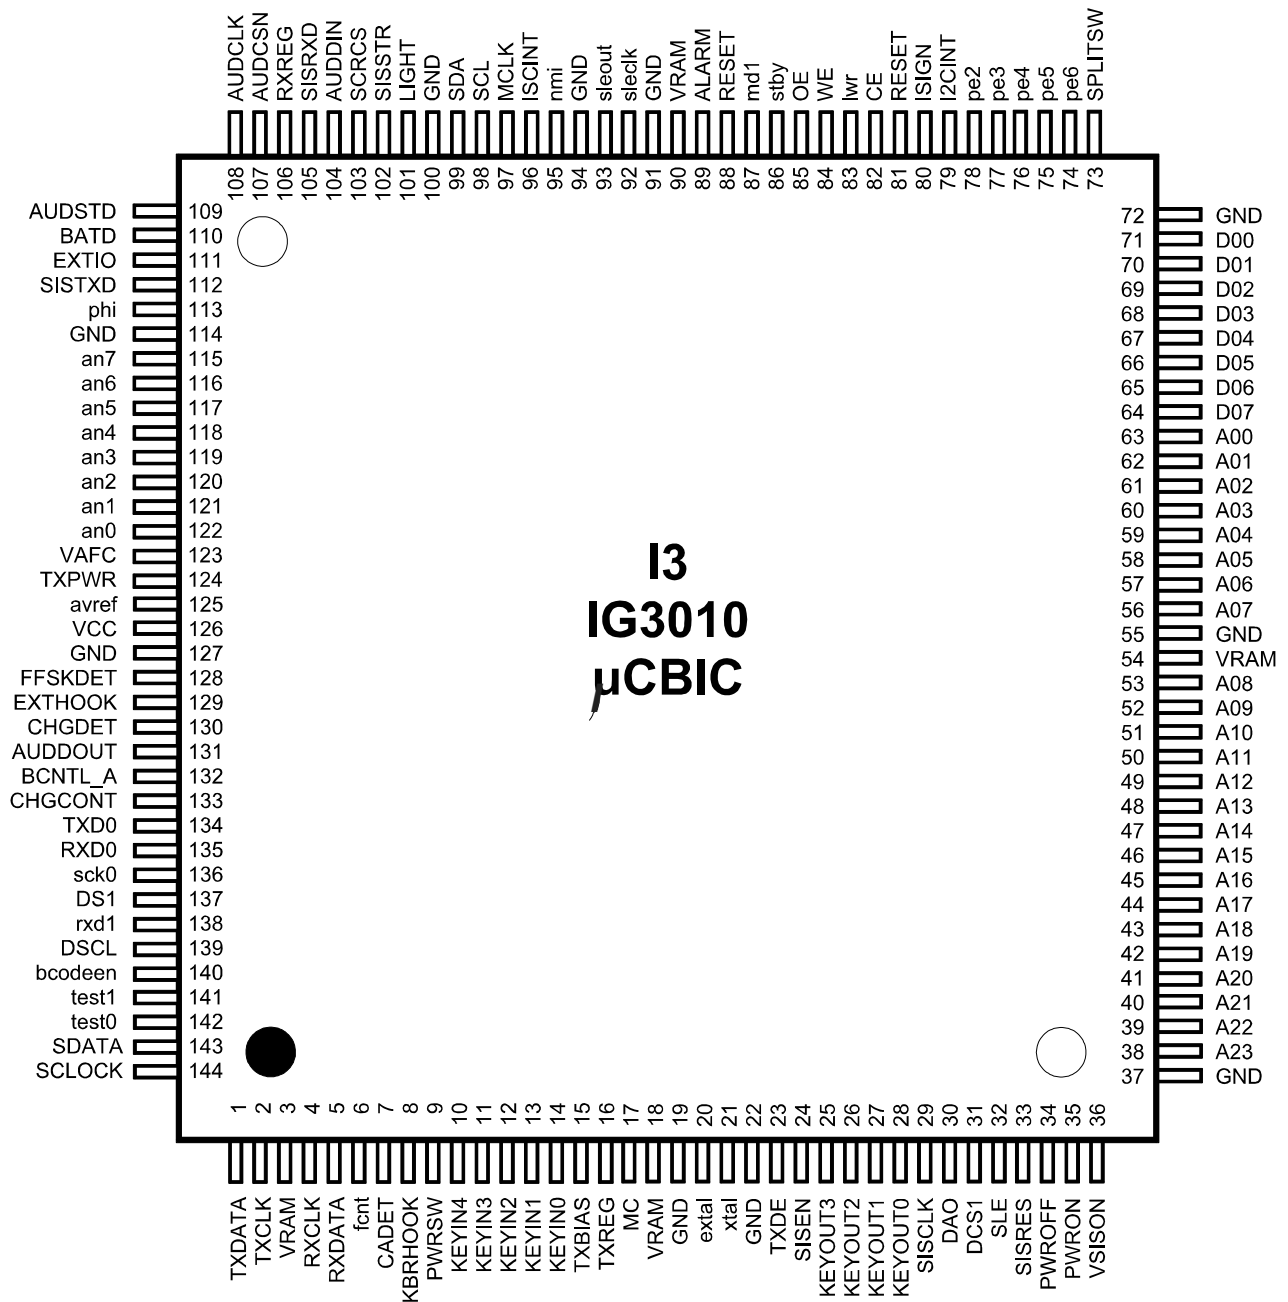 AUDCLK
AUDCSN
RXREG
SISRXD
AUDDIN
SCRCS
SISSTR
LIGHT
GND
SDA
SCL
MCLK
ISCINT
nmi
GND
sleout
sleclk
GND
VRAM
ALARM
RESET
md1
stby
OE
WE
lwr
CE
RESET
ISIGN
I2CINT
pe2
pe3
pe4
pe5
pe6
SPLITSW
108
107
106
105
104
103
102
101
100
99
98
97
96
95
94
93
92
91
90
89
88
87
86
85
84
83
82
81
80
79
78
77
76
75
74
73
AUDSTD 109
BATD 110
EXTIO 111
SISTXD 112
phi 113
GND 114
an7 115
an6 116
an5 117
an4 118
an3 119
an2 120
an1 121
an0 122
VAFC 123
TXPWR 124
avref 125
VCC 126
GND 127
FFSKDET 128
EXTHOOK 129
CHGDET 130
AUDDOUT 131
BCNTL_A 132
CHGCONT 133
TXD0 134
RXD0 135
sck0 136
DS1 137
rxd1 138
DSCL 139
bcodeen 140
test1 141
test0 142
SDATA 143
SCLOCK 144
I3
IG3010
µCBIC
72 GND
71 D00
70 D01
69 D02
68 D03
67 D04
66 D05
65 D06
64 D07
63 A00
62 A01
61 A02
60 A03
59 A04
58 A05
57 A06
56 A07
55 GND
54 VRAM
53 A08
52 A09
51 A10
50 A11
49 A12
48 A13
47 A14
46 A15
45 A16
44 A17
43 A18
42 A19
41 A20
40 A21
39 A22
38 A23
37 GND
1
2
3
4
5
6
7
8
9
10
11
12
13
14
15
16
17
18
19
20
21
22
23
24
25
26
27
28
29
30
31
32
33
34
35
36
TXDATA
TXCLK
VRAM
RXCLK
RXDATA
fcnt
CADET
KBRHOOK
PWRSW
KEYIN4
KEYIN3
KEYIN2
KEYIN1
KEYIN0
TXBIAS
TXREG
MC
VRAM
GND
extal
xtal
GND
TXDE
SISEN
KEYOUT3
KEYOUT2
KEYOUT1
KEYOUT0
SISCLK
DAO
DCS1
SLE
SISRES
PWROFF
PWRON
VSISON